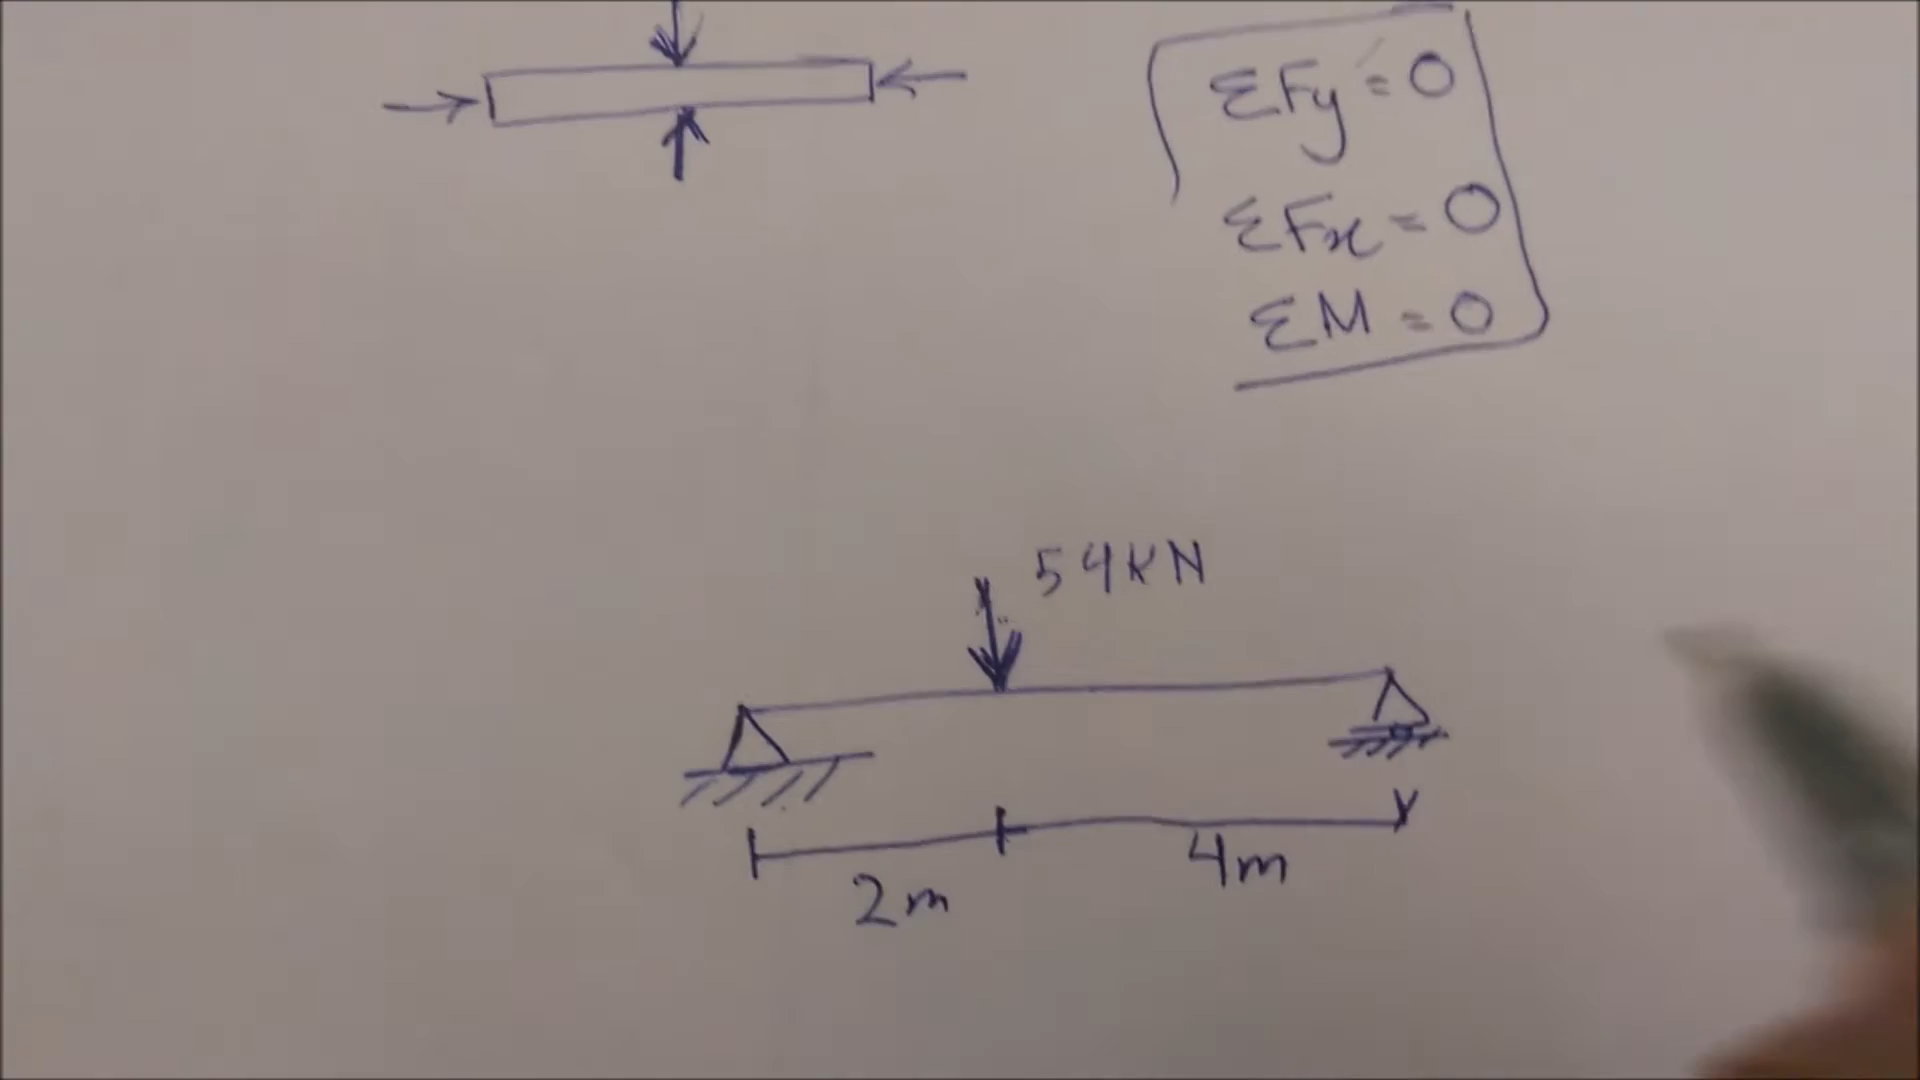 ΣFy = 0
ΣFx = 0
ΣM = 0
54KN
2m
4m